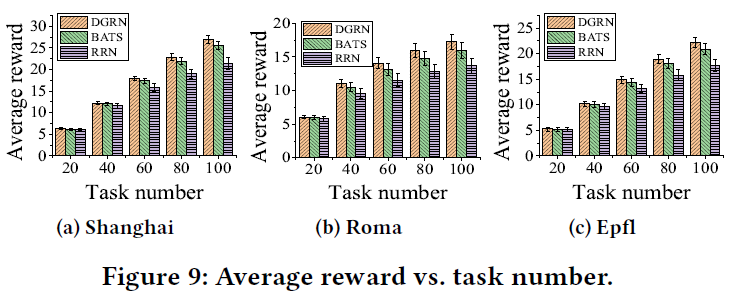 30
25
20
15
10
5
0
Average reward
DGRN
BATS
RRN
20 40 60 80 100
Task number
(a) Shanghai
20
15
10
5
0
Average reward
DGRN
BATS
RRN
20 40 60 80 100
Task number
(b) Roma
25
20
15
10
5
0
Average reward
DGRN
BATS
RRN
20 40 60 80 100
Task number
(c) Epfl
Figure 9: Average reward vs. task number.